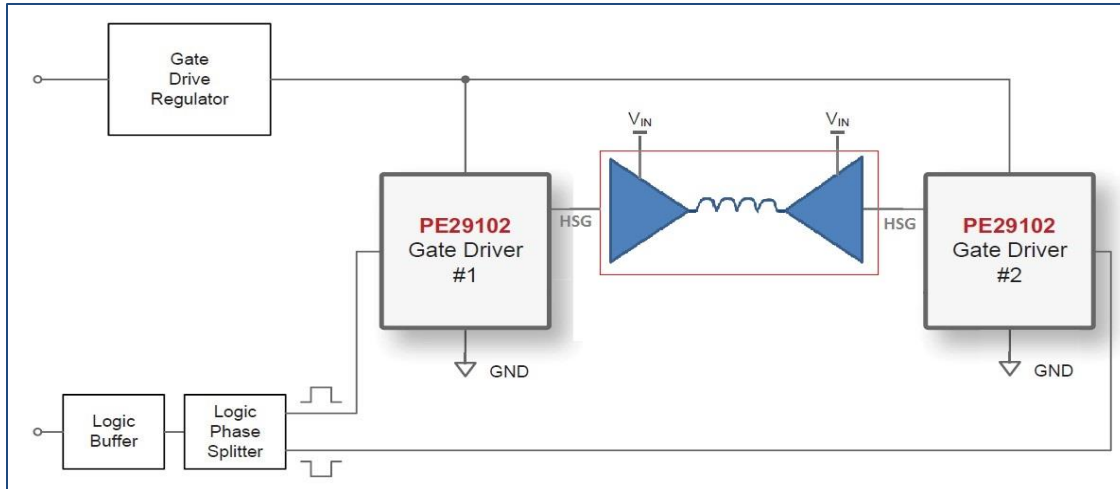 Gate
Drive
Regulator
VIN
VIN
PE29102
Gate Driver
#1
HSG
HSG
PE29102
Gate Driver
#2
GND
GND
Logic
Buffer
Logic
Phase
Splitter